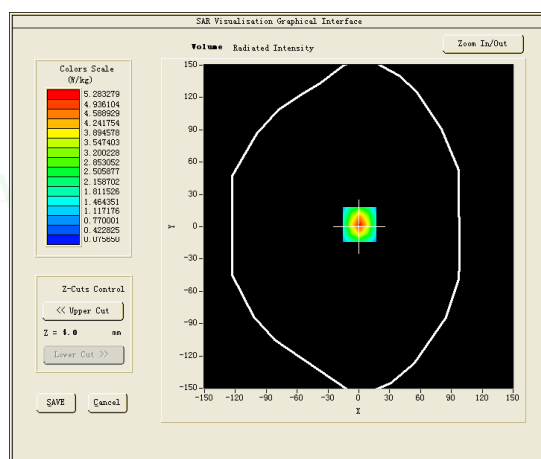 SAR Visualisation Graphical Interface
Volume Radiated Intensity
Zoom In/Out
Colors Scale
(W/kg)
5.283279
4.936104
4.588929
4.241754
3.894578
3.547403
3.200228
2.853052
2.505877
2.158702
1.811526
1.464351
1.117176
0.770001
0.422825
0.075650
Z-Cuts Control
<< Upper Cut
Z = 4.0 mm
Lower Cut >>
SAVE
Cancel
150
120
90
60
30
0
-30
-60
-90
-120
-150
Y
-150 -120 -90 -60 -30 0 30 60 90 120 150
X